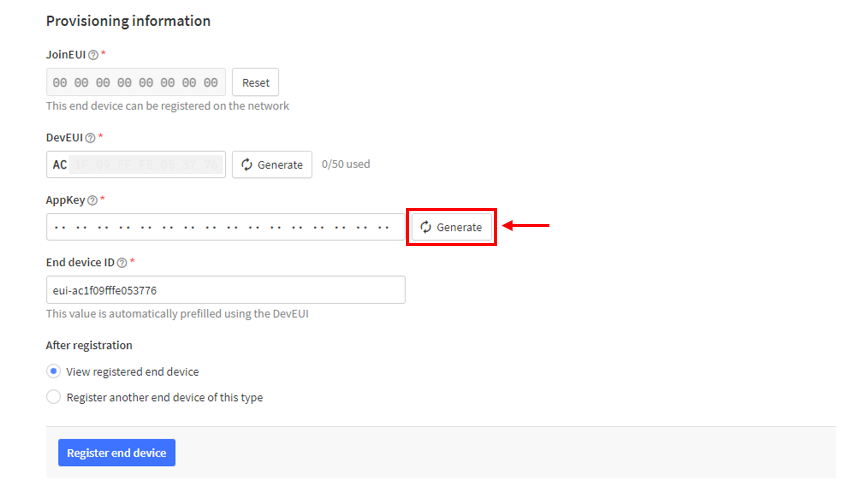 Provisioning information
JoinEUI *
00 00 00 00 00 00 00 00 Reset
This end device can be registered on the network
DevEUI *
AC Generate 0/50 used
AppKey *
·· ·· ·· ·· ·· ·· ·· ·· ·· ·· ·· ·· ·· ·· ·· ·· Generate
End device ID *
eui-ac1f09fffe053776
This value is automatically prefilled using the DevEUI
After registration
View registered end device
Register another end device of this type
Register end device